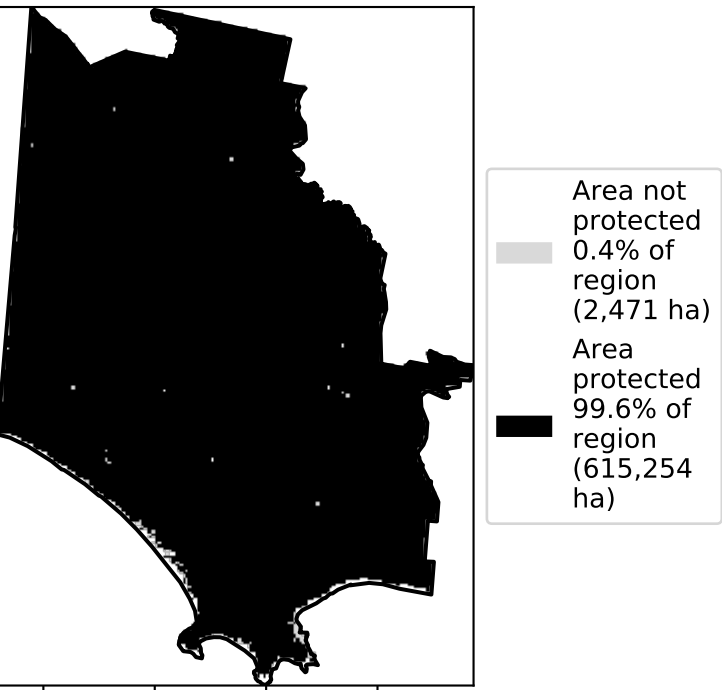 Area not
protected
0.4% of
region
(2,471 ha)
Area
protected
99.6% of
region
(615,254
ha)